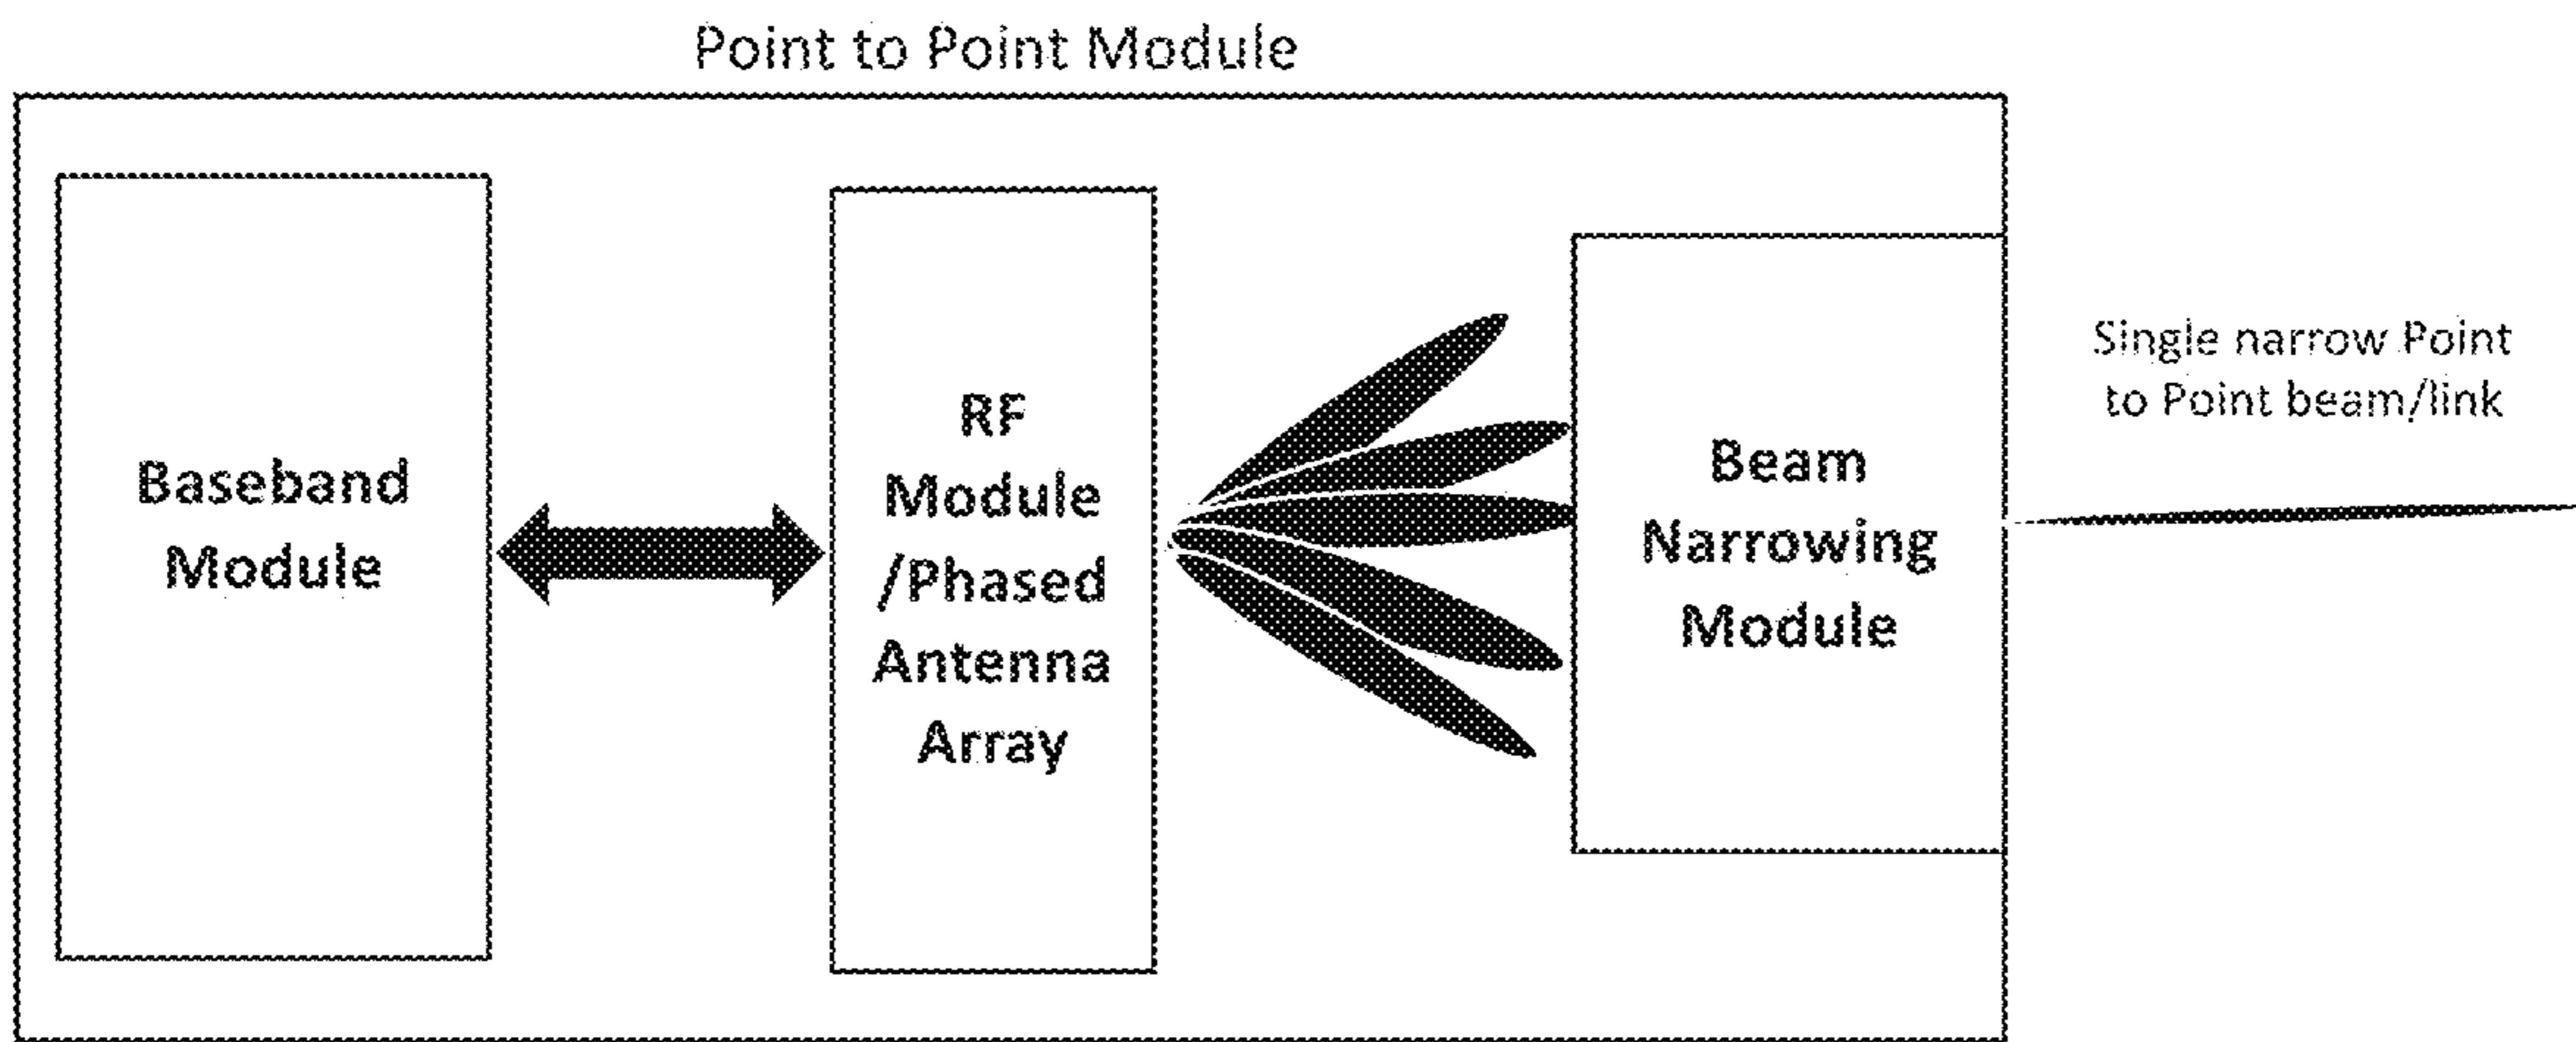 Point to Point Module
Baseband
Module
RF
Module
/Phased
Antenna
Array
Beam
Narrowing
Module
Single narrow Point
to Point beam/link